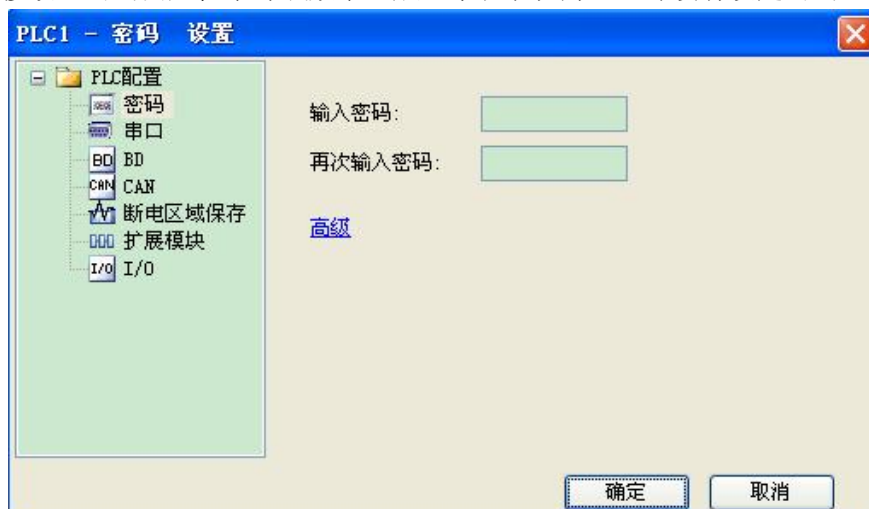 PLC1 - 密码 设置
PLC配置
密码
串口
BD BD
CAN CAN
断电区域保存
扩展模块
I/O I/O
输入密码:
再次输入密码:
高级
确定
取消